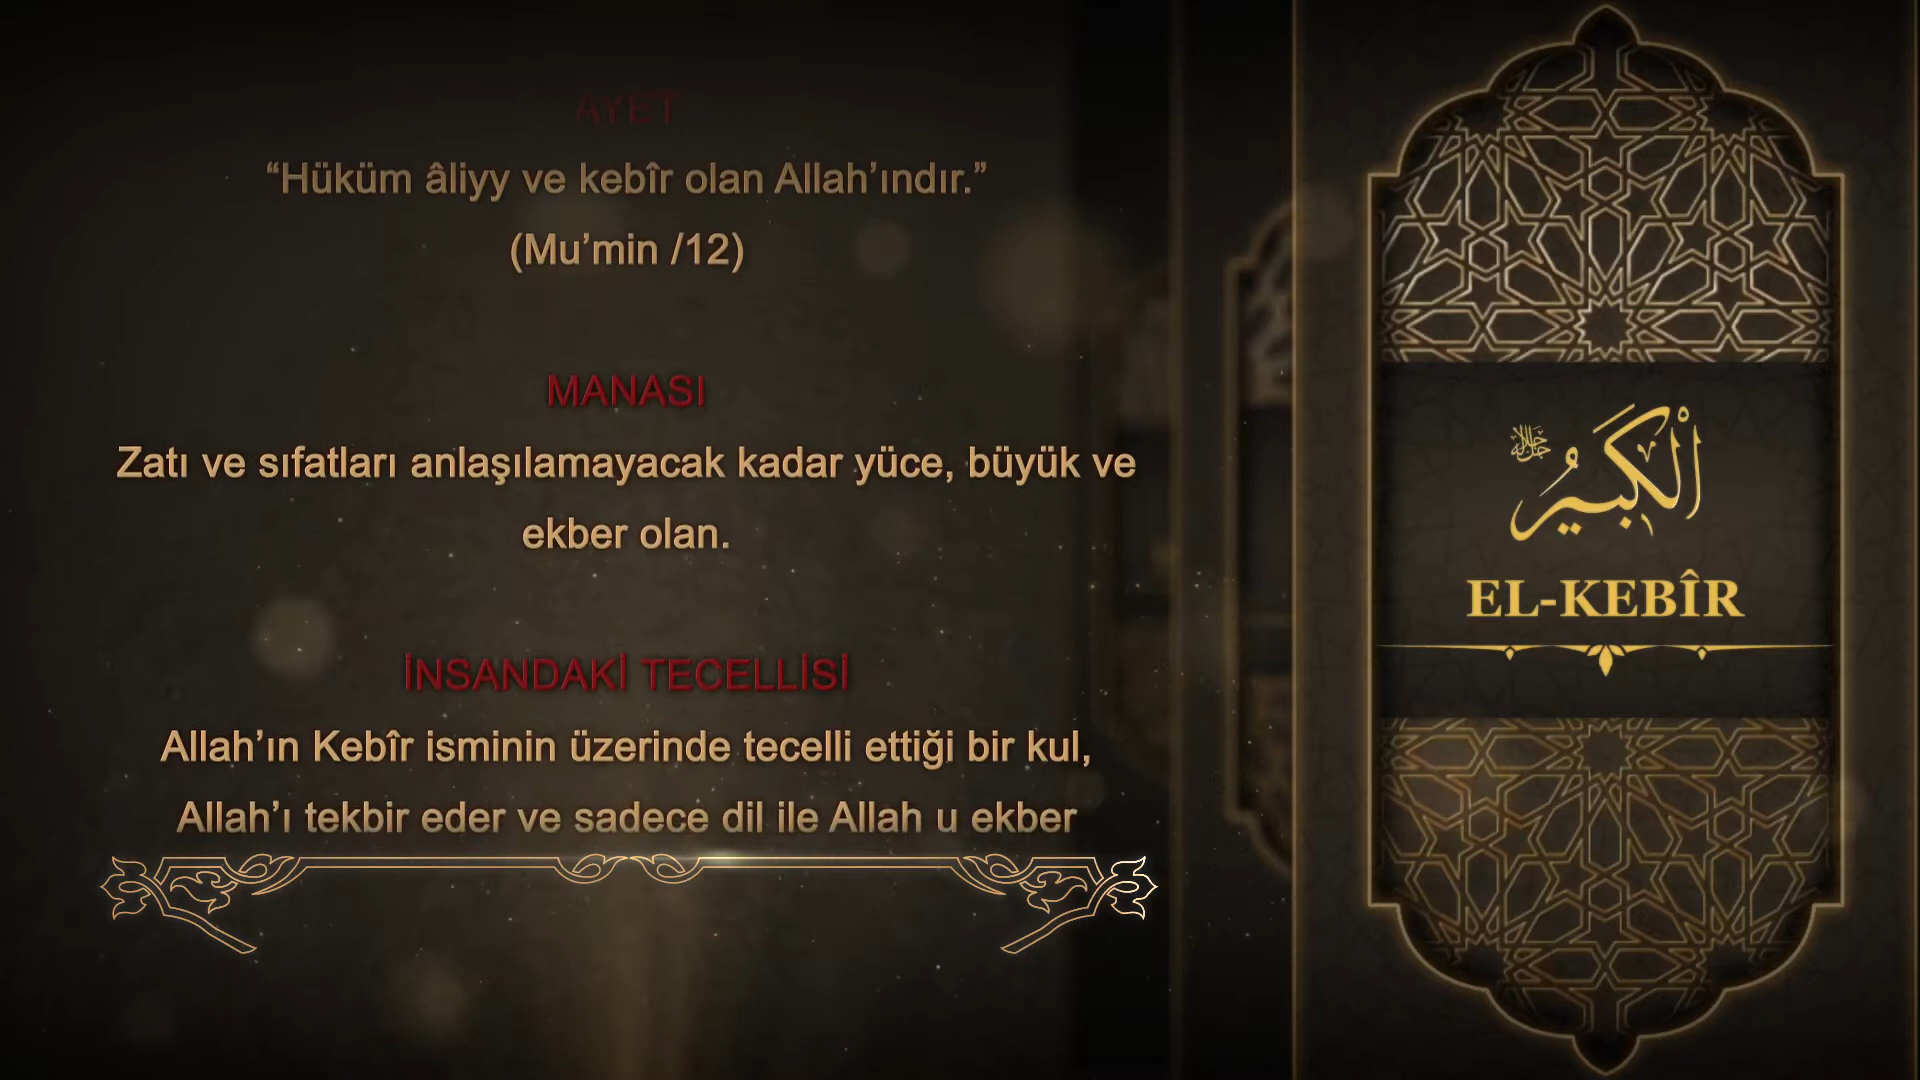 AYET
“Hüküm âliyy ve kebîr olan Allah’ındır.”
(Mu’min /12)
MANASI
Zatı ve sıfatları anlaşılamayacak kadar yüce, büyük ve
ekber olan.
İNSANDAKİ TECELLİSİ
Allah’ın Kebîr isminin üzerinde tecelli ettiği bir kul,
Allah’ı tekbir eder ve sadece dil ile Allah u ekber
اَلْكَبِيرُ
جل جلاله
EL-KEBÎR